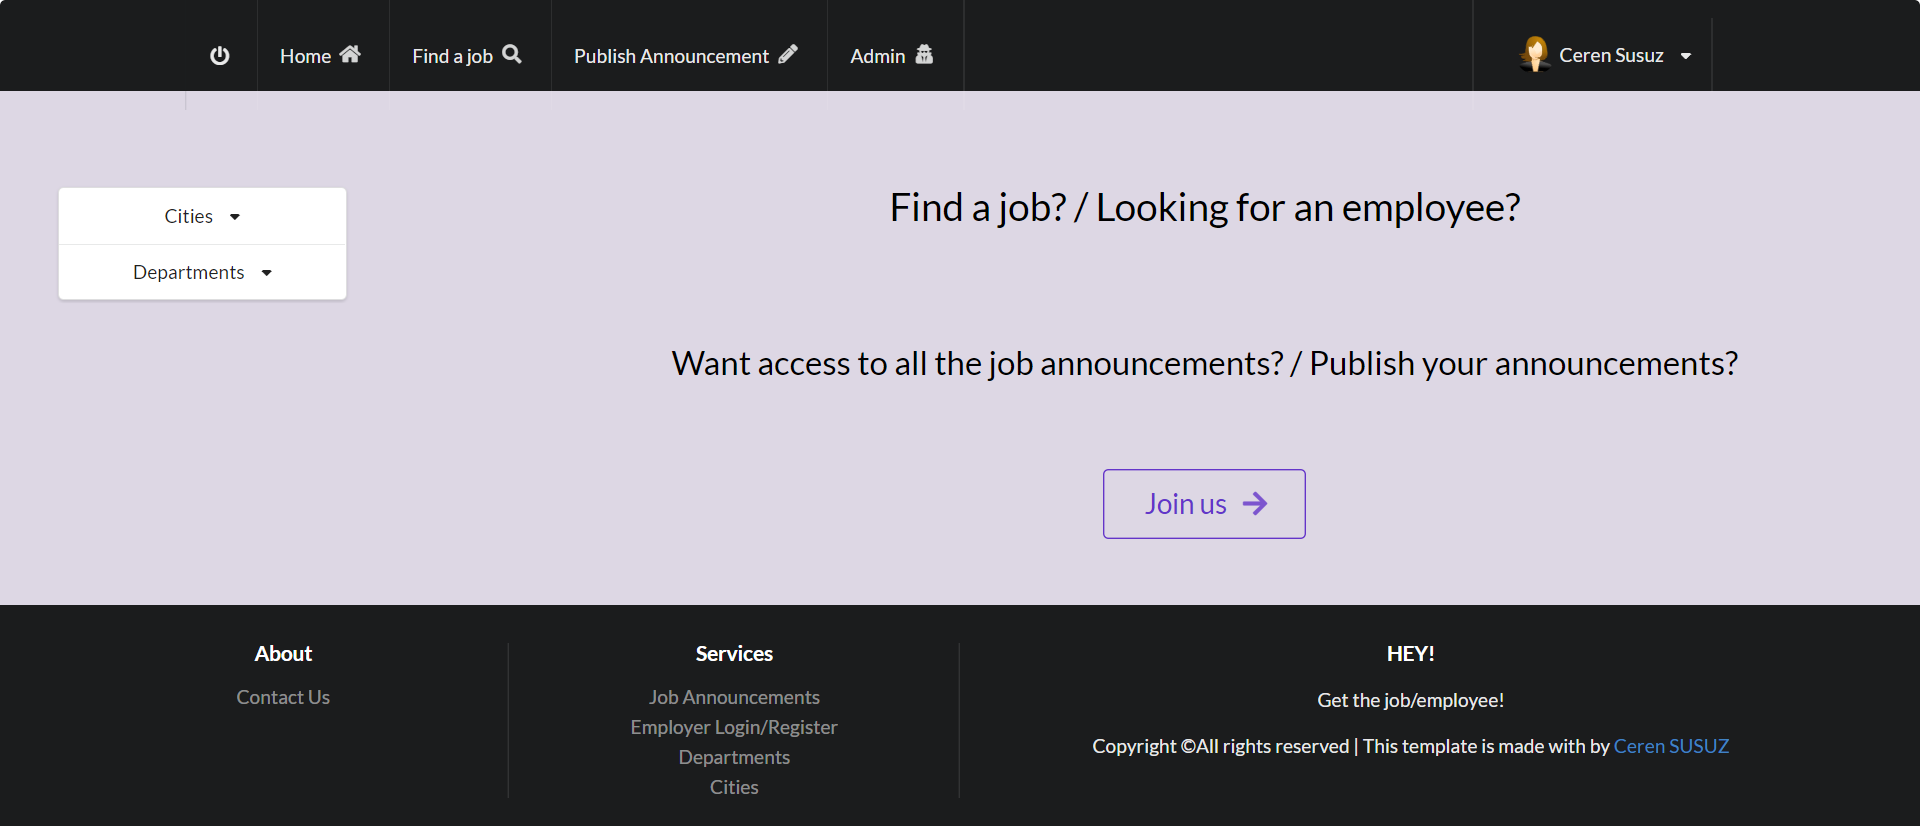 Home
Find a job
Publish Announcement
Admin
Ceren Susuz
Cities
Departments
Find a job? / Looking for an employee?
Want access to all the job announcements? / Publish your announcements?
Join us
About
Contact Us
Services
Job Announcements
Employer Login/Register
Departments
Cities
HEY!
Get the job/employee!
Copyright ©All rights reserved | This template is made with by Ceren SUSUZ